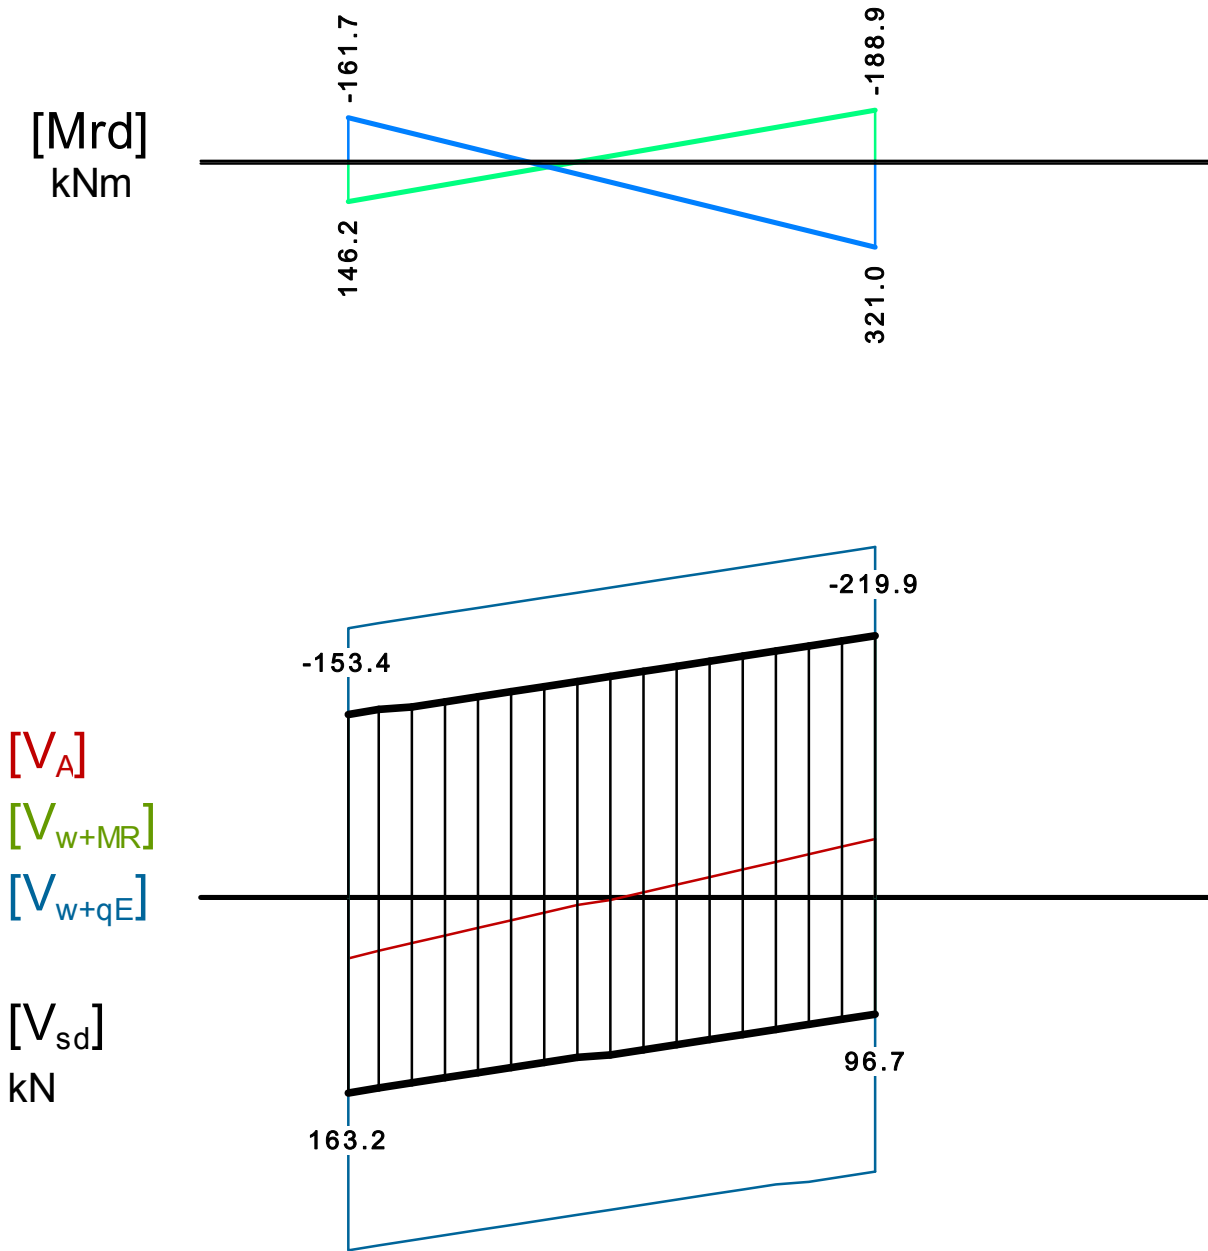 -161.7
-188.9
[Mrd]
kNm
146.2
321.0
-219.9
-153.4
[VA]
[Vw+MR]
[Vw+qE]
[Vsd]
kN
96.7
163.2